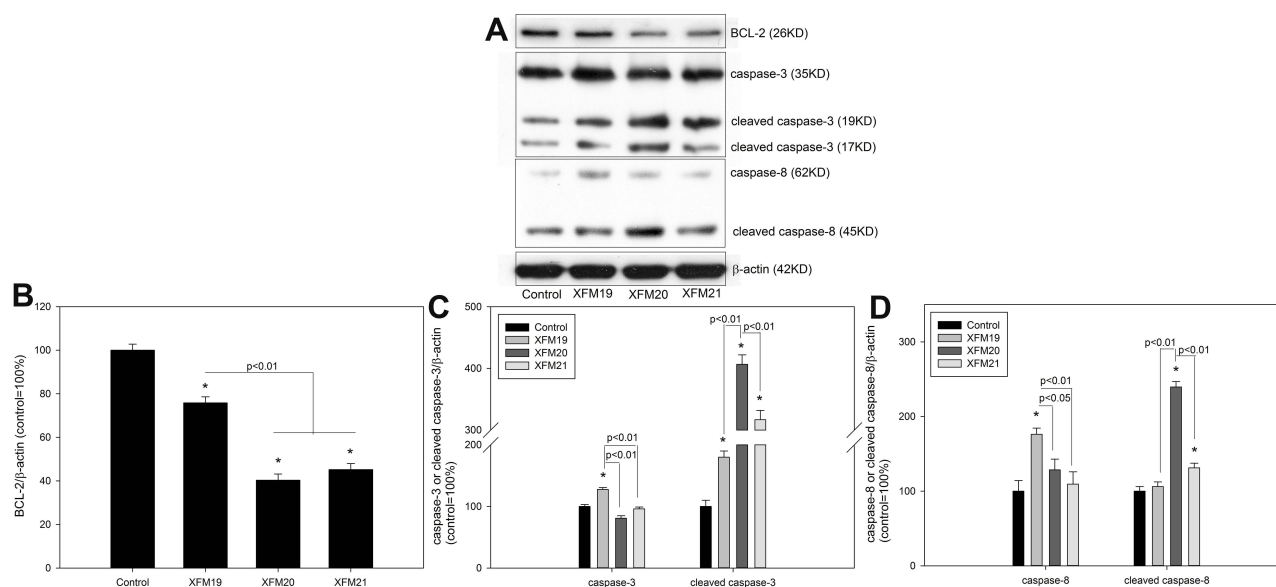 A
BCL-2 (26KD)
caspase-3 (35KD)
cleaved caspase-3 (19KD)
cleaved caspase-3 (17KD)
caspase-8 (62KD)
cleaved caspase-8 (45KD)
β-actin (42KD)
Control XFM19 XFM20 XFM21
B
BCL-2/β-actin (control=100%)
120
100
80
60
40
20
0
p<0.01
*
*
*
Control XFM19 XFM20 XFM21
C
caspase-3 or cleaved caspase-3/β-actin
(control=100%)
500
400
300
200
100
0
Control
XFM19
XFM20
XFM21
p<0.01
p<0.01
*
p<0.01
p<0.01
*
*
*
caspase-3 cleaved caspase-3
D
caspase-8 or cleaved caspase-8/β-actin
(control=100%)
300
200
100
0
Control
XFM19
XFM20
XFM21
p<0.01
p<0.05
*
p<0.01
p<0.01
*
*
caspase-8 cleaved caspase-8